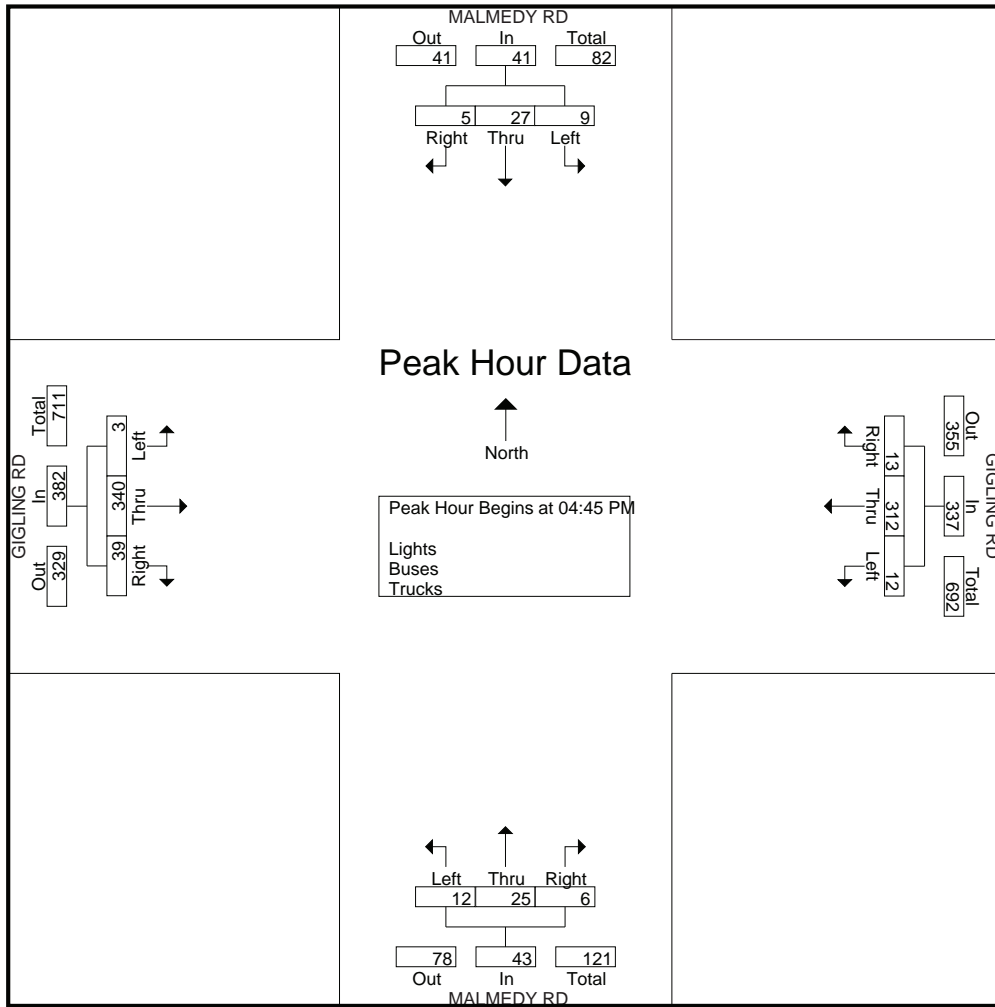 MALMEDY RD
Out In Total
41 41 82
5 27 9
Right Thru Left
Peak Hour Data
North
Peak Hour Begins at 04:45 PM
Lights
Buses
Trucks
GIGLING RD
Out In Total
329 382 711
39 340 3
Right Thru Left
GIGLING RD
Out In Total
355 337 692
13 312 12
Right Thru Left
Left Thru Right
12 25 6
78 43 121
Out In Total
MALMEDY RD